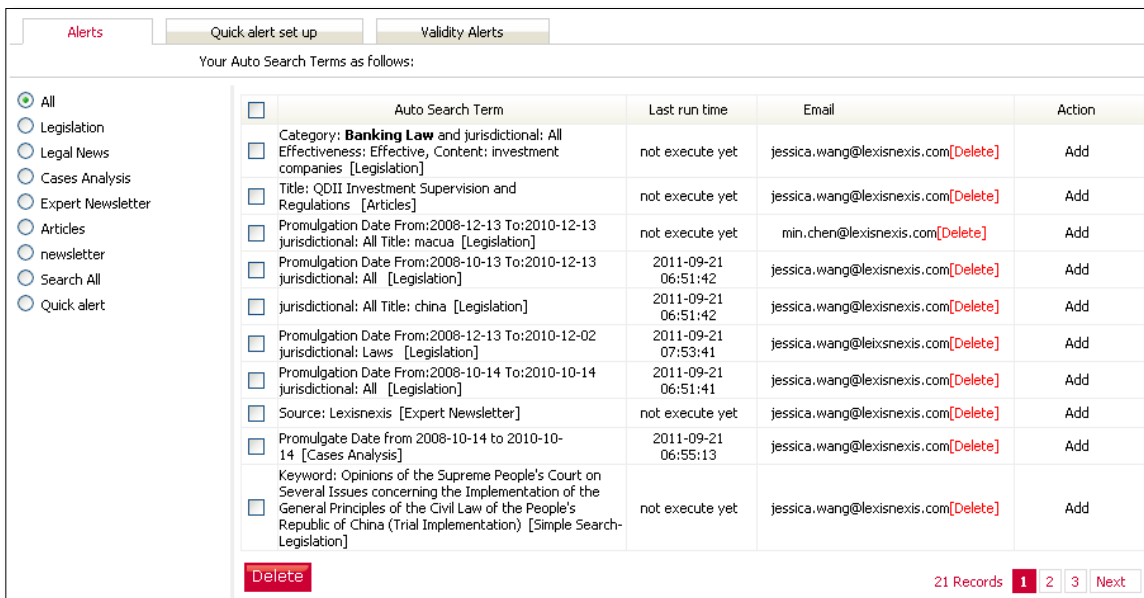 Alerts
Quick alert set up
Validity Alerts
Your Auto Search Terms as follows:
All
Legislation
Legal News
Cases Analysis
Expert Newsletter
Articles
newsletter
Search All
Quick alert
Auto Search Term
Last run time
Email
Action
Category: Banking Law and jurisdictional: All
Effectiveness: Effective, Content: investment
companies [Legislation]
not execute yet
jessica.wang@lexisnexis.com[Delete]
Add
Title: QDII Investment Supervision and
Regulations [Articles]
not execute yet
jessica.wang@lexisnexis.com[Delete]
Add
Promulgation Date From:2008-12-13 To:2010-12-13
jurisdictional: All Title: macua [Legislation]
not execute yet
min.chen@lexisnexis.com[Delete]
Add
Promulgation Date From:2008-10-13 To:2010-12-13
jurisdictional: All [Legislation]
2011-09-21
06:51:42
jessica.wang@lexisnexis.com[Delete]
Add
jurisdictional: All Title: china [Legislation]
2011-09-21
06:51:42
jessica.wang@lexisnexis.com[Delete]
Add
Promulgation Date From:2008-12-13 To:2010-12-02
jurisdictional: Laws [Legislation]
2011-09-21
07:53:41
jessica.wang@leixsnexis.com[Delete]
Add
Promulgation Date From:2008-10-14 To:2010-10-14
jurisdictional: All [Legislation]
2011-09-21
06:51:41
jessica.wang@lexisnexis.com[Delete]
Add
Source: Lexisnexis [Expert Newsletter]
not execute yet
jessica.wang@lexisnexis.com[Delete]
Add
Promulgate Date from 2008-10-14 to 2010-10-
14 [Cases Analysis]
2011-09-21
06:55:13
jessica.wang@lexisnexis.com[Delete]
Add
Keyword: Opinions of the Supreme People's Court on
Several Issues concerning the Implementation of the
General Principles of the Civil Law of the People's
Republic of China (Trial Implementation) [Simple Search-
Legislation]
not execute yet
jessica.wang@lexisnexis.com[Delete]
Add
Delete
21 Records 1 2 3 Next